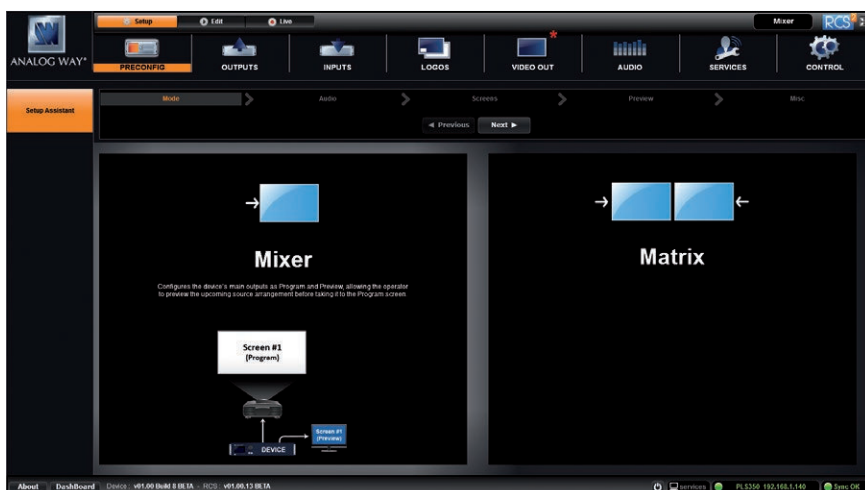 Setup Edit Live Mixer RCS²
ANALOG WAY®
PRECONFIG OUTPUTS INPUTS LOGOS VIDEO OUT * AUDIO SERVICES CONTROL
Setup Assistant
Mode Audio Screens Preview Misc
Previous Next
Mixer
Configures the device's main outputs as Program and Preview, allowing the operator
to preview the upcoming source arrangement before taking it to the Program screen
Screen #1
(Program)
Screen #1
(Preview)
DEVICE
Matrix
About DashBoard Device: v01.00 Build 8 BETA - RCS: v01.00.13 BETA services PLS350 192.168.1.140 Sync OK